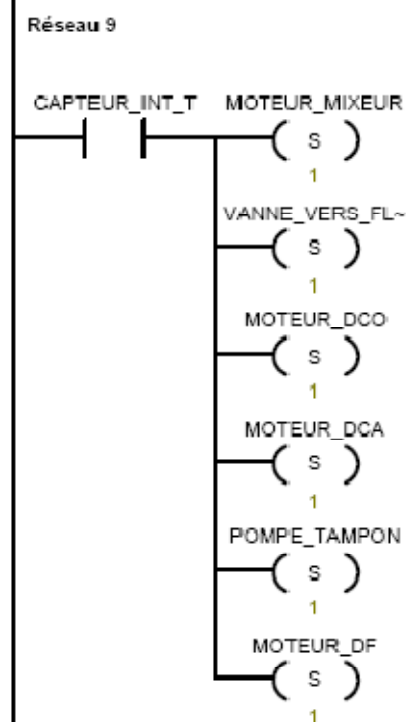 Réseau 9
CAPTEUR_INT_T MOTEUR_MIXEUR
S
1
VANNE_VERS_FL~
S
1
MOTEUR_DCO
S
1
MOTEUR_DCA
S
1
POMPE_TAMPON
S
1
MOTEUR_DF
S
1